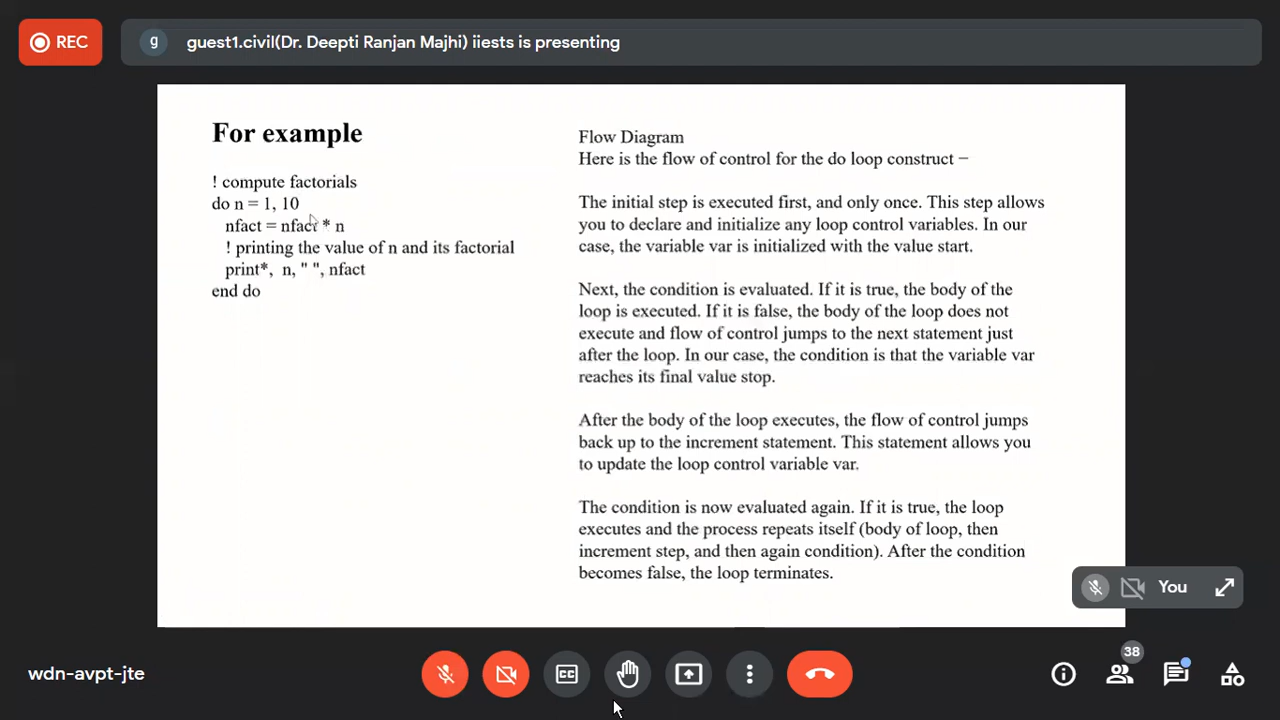 REC
g
guest1.civil(Dr. Deepti Ranjan Majhi) iiests is presenting
For example
! compute factorials
do n = 1, 10
nfact = nfact * n
! printing the value of n and its factorial
print*, n, " ", nfact
end do
Flow Diagram
Here is the flow of control for the do loop construct −
The initial step is executed first, and only once. This step allows
you to declare and initialize any loop control variables. In our
case, the variable var is initialized with the value start.
Next, the condition is evaluated. If it is true, the body of the
loop is executed. If it is false, the body of the loop does not
execute and flow of control jumps to the next statement just
after the loop. In our case, the condition is that the variable var
reaches its final value stop.
After the body of the loop executes, the flow of control jumps
back up to the increment statement. This statement allows you
to update the loop control variable var.
The condition is now evaluated again. If it is true, the loop
executes and the process repeats itself (body of loop, then
increment step, and then again condition). After the condition
becomes false, the loop terminates.
You
wdn-avpt-jte
CC
38